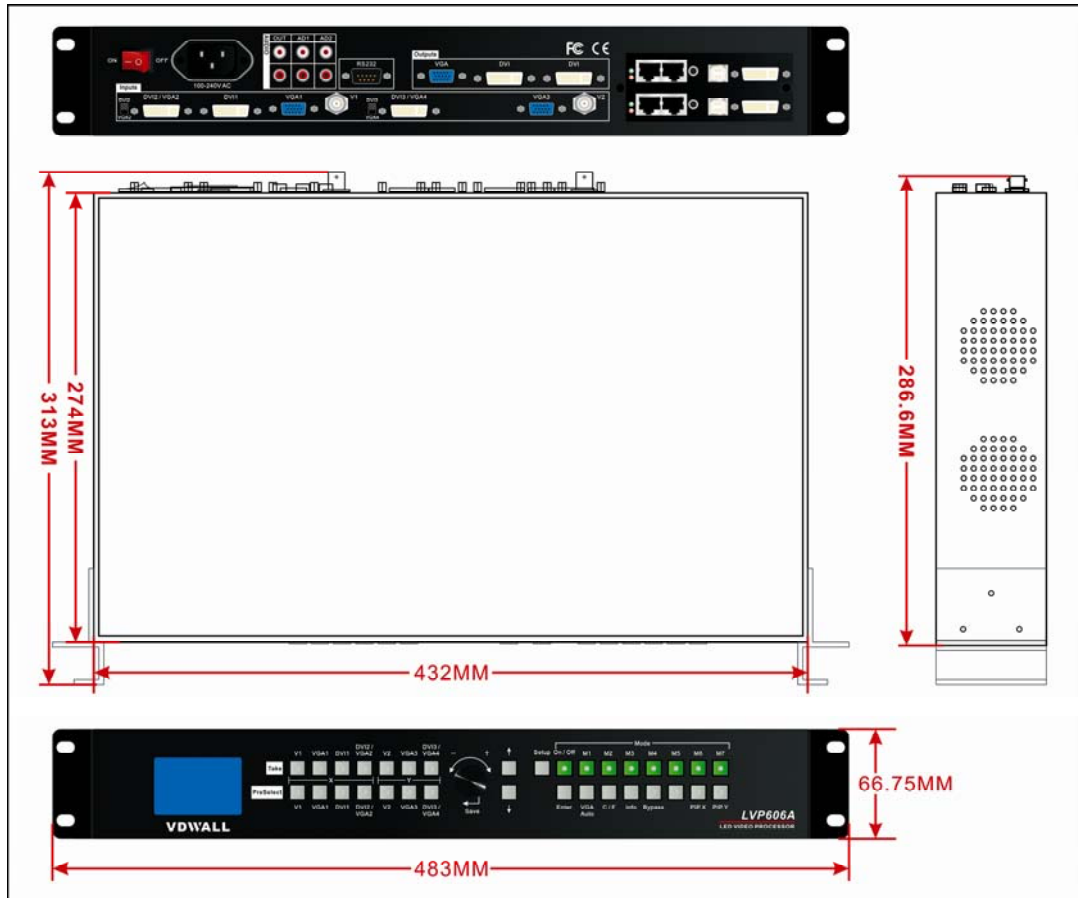 ON
OFF
100-240V AC
AUDIO
OUT AD1 AD2
RS232
FC CE
Outputs
VGA DVI DVI
Inputs
DVI2
VGA2
DVI2/VGA2
DVI1
VGA1
V1
DVI3
VGA4
DVI3/VGA4
VGA3
V2
313MM
274MM
432MM
286.6MM
Take
V1 VGA1 DVI1 DVI2/ VGA2 V2 VGA3 DVI3/ VGA4
X Y
PreSelect
V1 VGA1 DVI1 DVI2/ VGA2 V2 VGA3 DVI3/ VGA4
- +
Save
↑
↓
Mode
Setup On/Off M1 M2 M3 M4 M5 M6 M7
Enter VGA Auto C/F Info Bypass PIP X PIP Y
VDWALL
LVP606A
LED VIDEO PROCESSOR
66.75MM
483MM